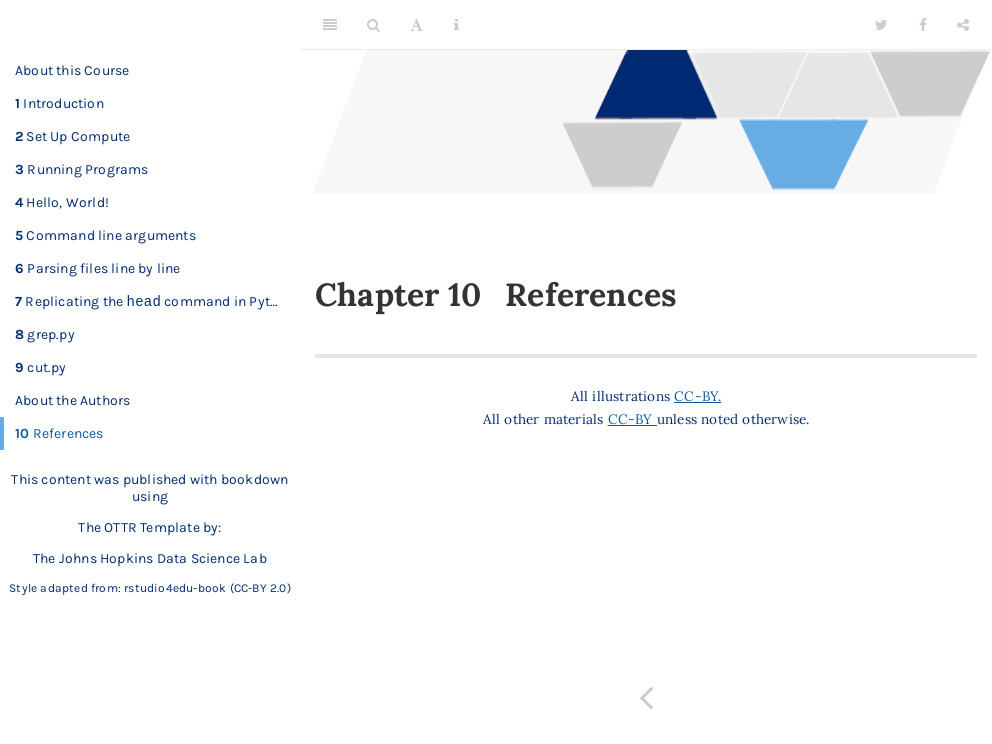 About this Course
1 Introduction
2 Set Up Compute
3 Running Programs
4 Hello, World!
5 Command line arguments
6 Parsing files line by line
7 Replicating the head command in Pyt…
8 grep.py
9 cut.py
About the Authors
10 References
This content was published with bookdown
using
The OTTR Template by:
The Johns Hopkins Data Science Lab
Style adapted from: rstudio4edu-book (CC-BY 2.0)
Chapter 10 References
All illustrations CC-BY.
All other materials CC-BY unless noted otherwise.